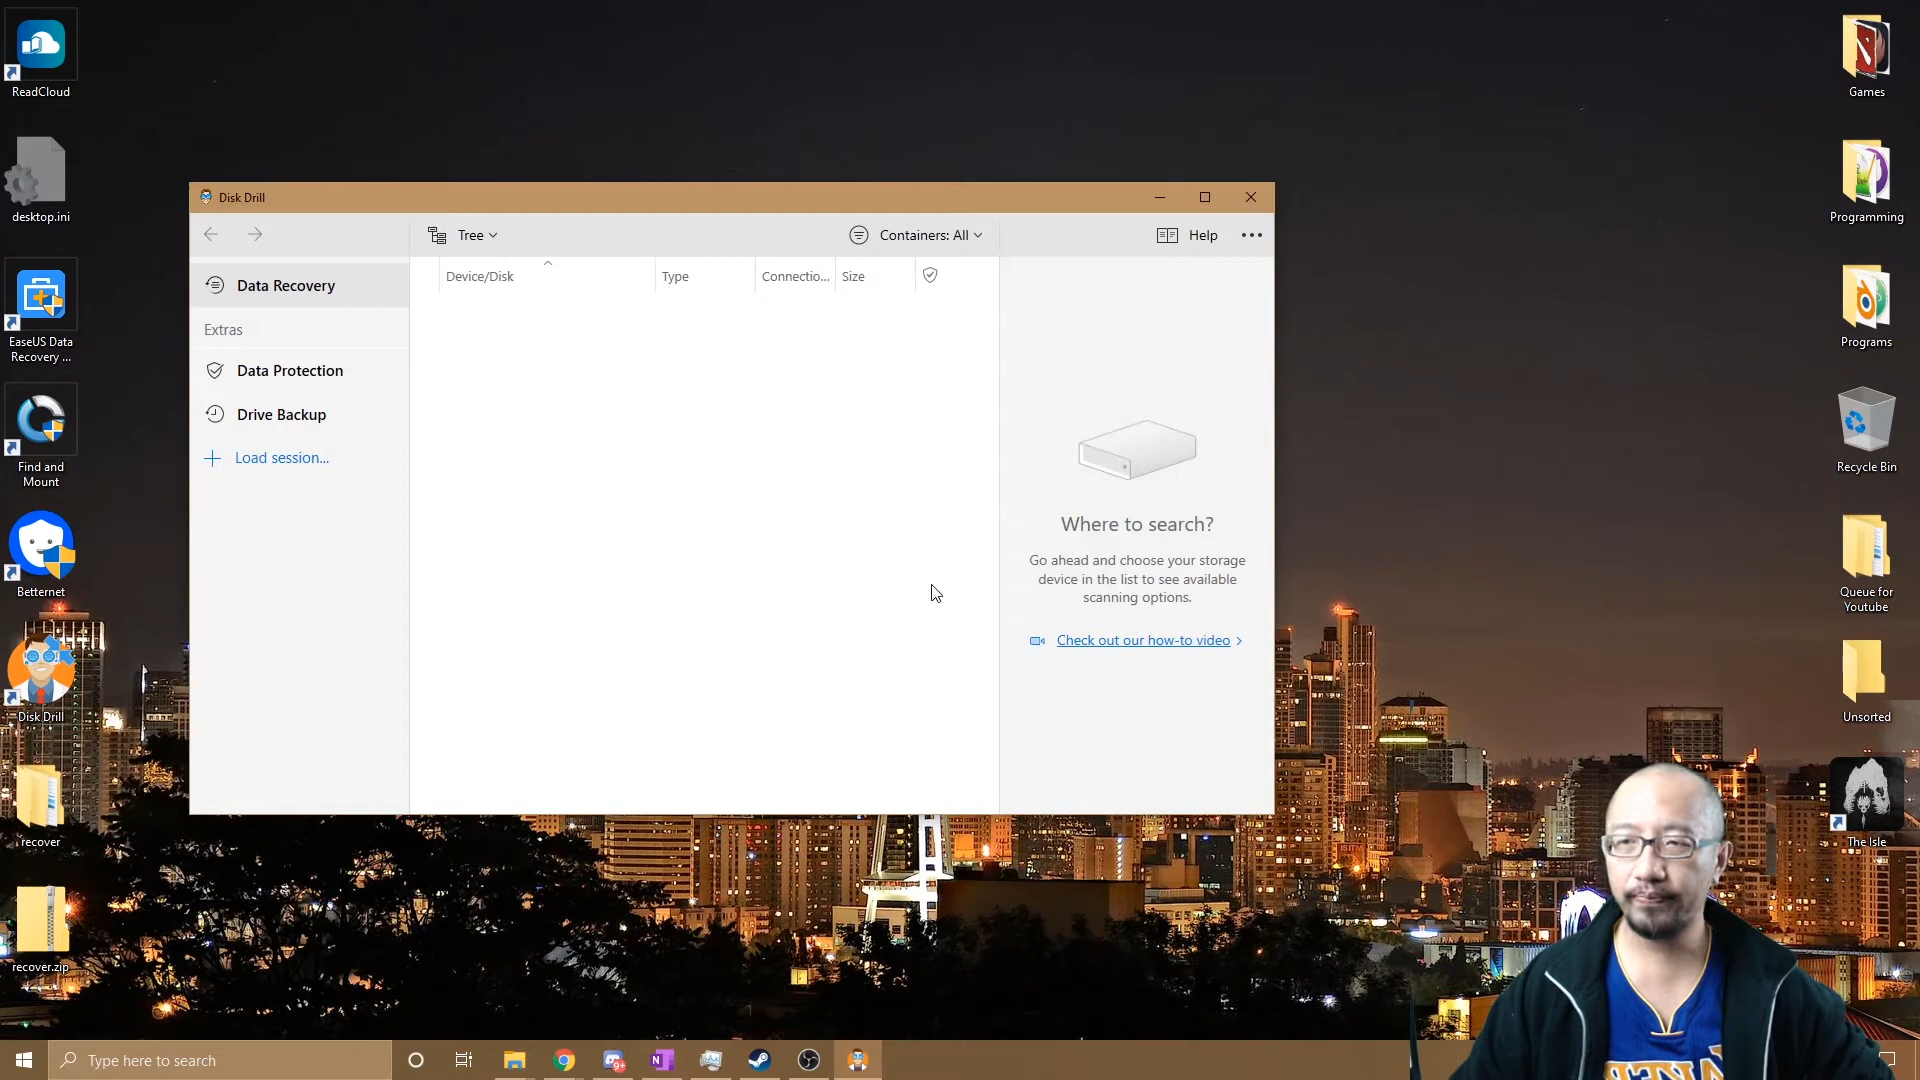 ReadCloud
desktop.ini
EaseUS Data
Recovery ...
Find and
Mount
Betternet
Disk Drill
recover
recover.zip
Disk Drill
Tree
Containers: All
Help
Data Recovery
Extras
Data Protection
Drive Backup
Load session...
Device/Disk
Type
Connectio...
Size
Where to search?
Go ahead and choose your storage
device in the list to see available
scanning options.
Check out our how-to video
Games
Programming
Programs
Recycle Bin
Queue for
Youtube
Unsorted
The Isle
Type here to search
9+
N